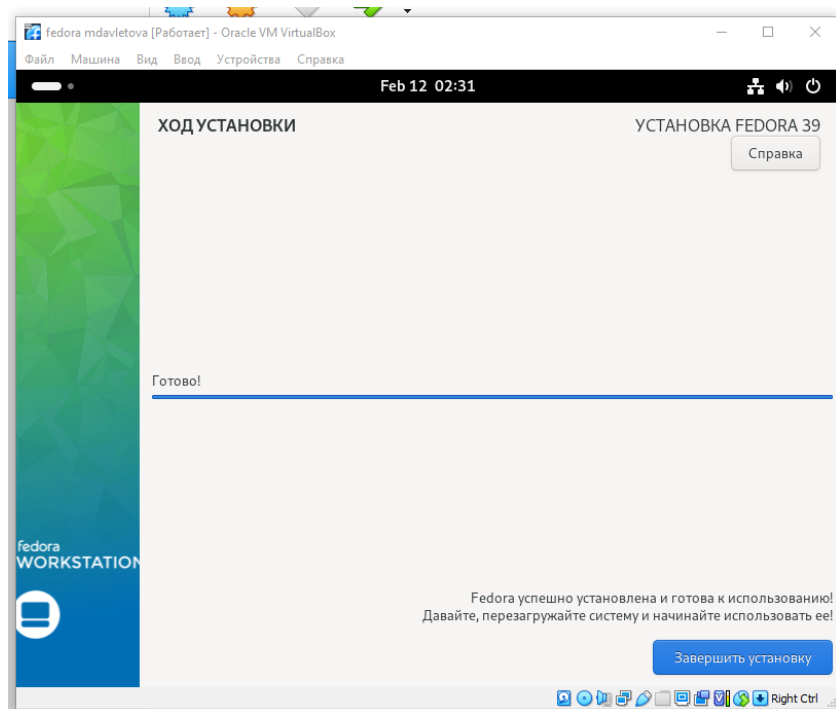 fedora mdavletova [Работает] - Oracle VM VirtualBox
Файл Машина Вид Ввод Устройства Справка
Feb 12 02:31
ХОД УСТАНОВКИ
УСТАНОВКА FEDORA 39
Справка
Готово!
fedora
WORKSTATION
Fedora успешно установлена и готова к использованию!
Давайте, перезагружайте систему и начинайте использовать ее!
Завершить установку
Right Ctrl